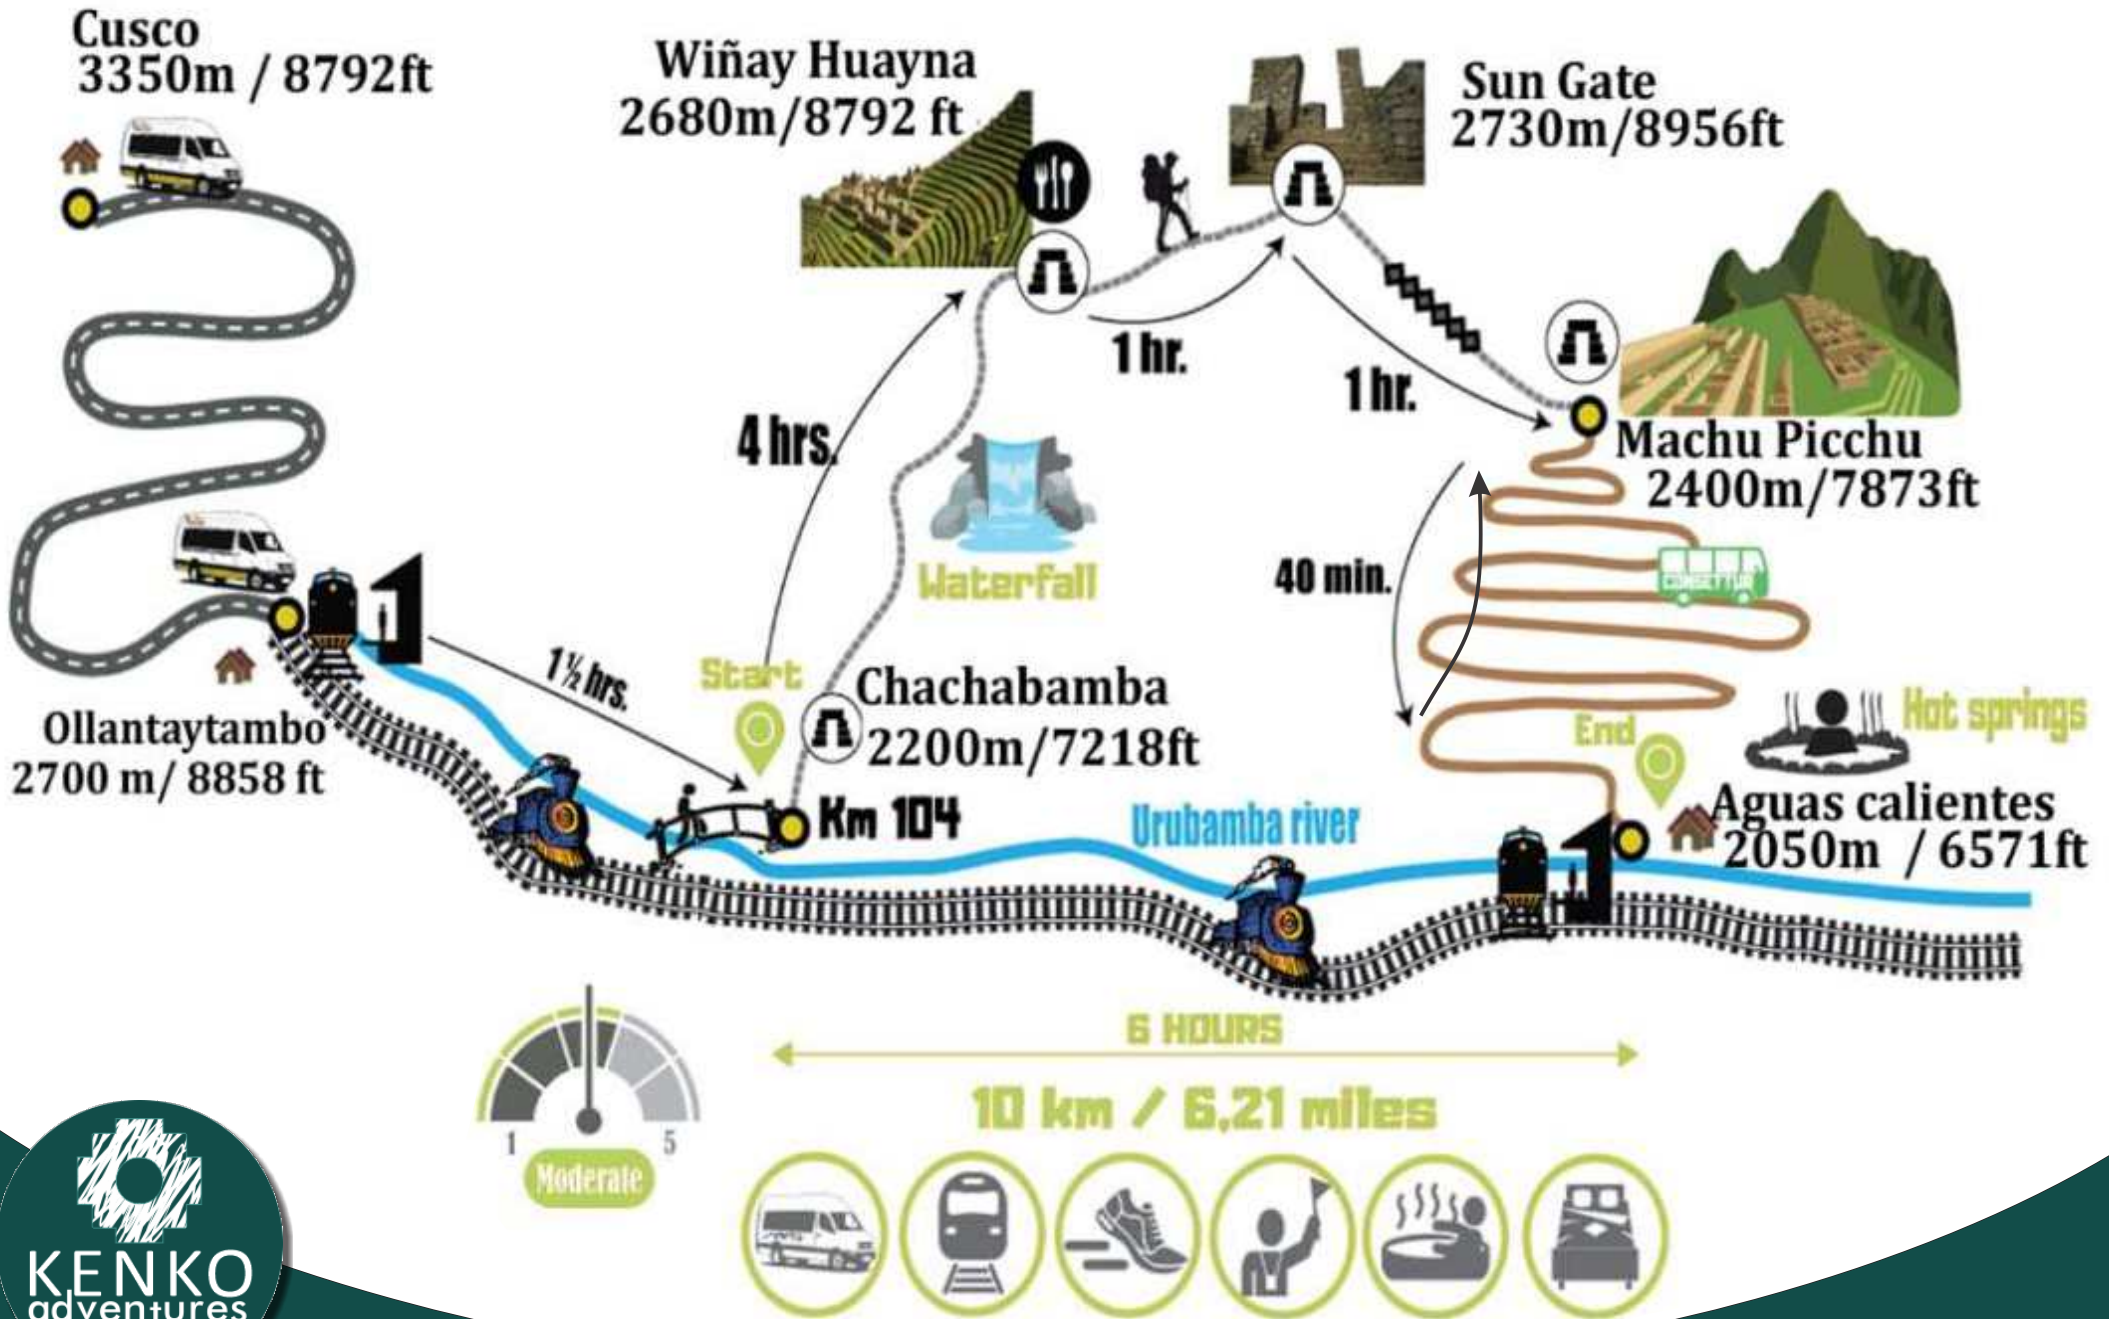 Cusco
3350m / 8792ft
Wiñay Huayna
2680m/8792 ft
Sun Gate
2730m/8956ft
1 hr.
1 hr.
4 hrs.
Machu Picchu
2400m/7873ft
Waterfall
40 min.
CONSETTUR
1 ½ hrs.
Start
Chachabamba
2200m/7218ft
Ollantaytambo
2700 m/ 8858 ft
Km 104
Urubamba river
End
Hot springs
Aguas calientes
2050m / 6571ft
6 HOURS
10 km / 6,21 miles
1
5
Moderate
KENKO
adventures